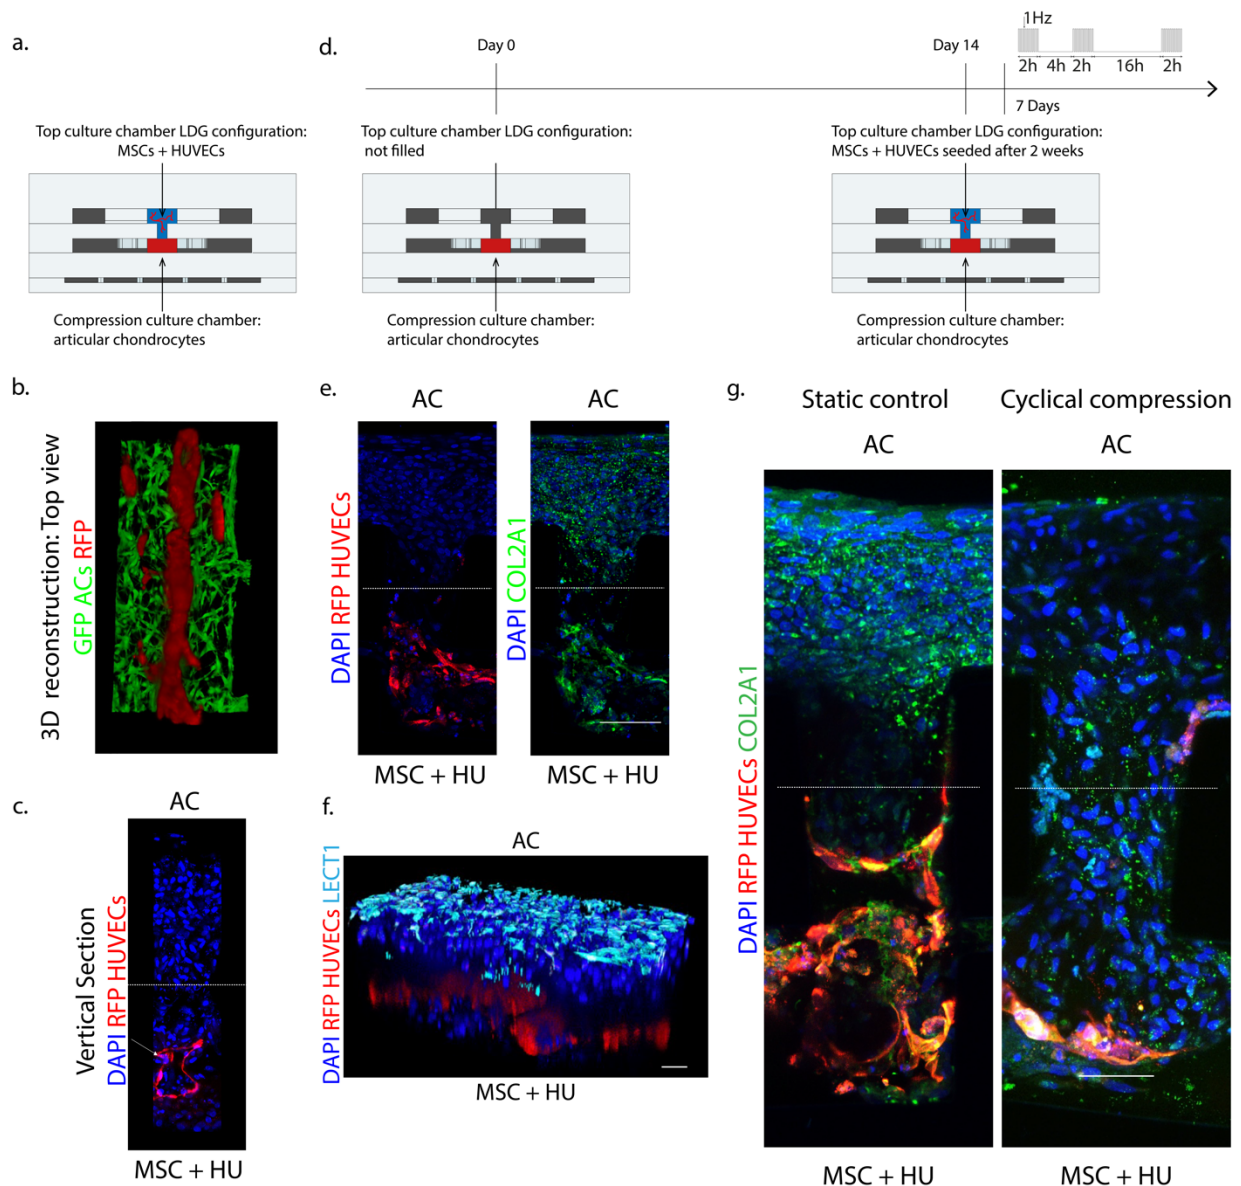 a.
Top culture chamber LDG configuration:
MSCs + HUVECs
Compression culture chamber:
articular chondrocytes
d.
Day 0
Day 14
1Hz
2h 4h 2h 16h 2h
7 Days
Top culture chamber LDG configuration:
not filled
Compression culture chamber:
articular chondrocytes
Top culture chamber LDG configuration:
MSCs + HUVECs seeded after 2 weeks
Compression culture chamber:
articular chondrocytes
b.
3D reconstruction: Top view
GFP ACs RFP
c.
AC
Vertical Section
DAPI RFP HUVECs
MSC + HU
e.
AC
DAPI RFP HUVECs
MSC + HU
AC
DAPI COL2A1
MSC + HU
f.
AC
DAPI RFP HUVECs LECT1
MSC + HU
g.
Static control
Cyclical compression
AC
AC
DAPI RFP HUVECs COL2A1
MSC + HU
MSC + HU